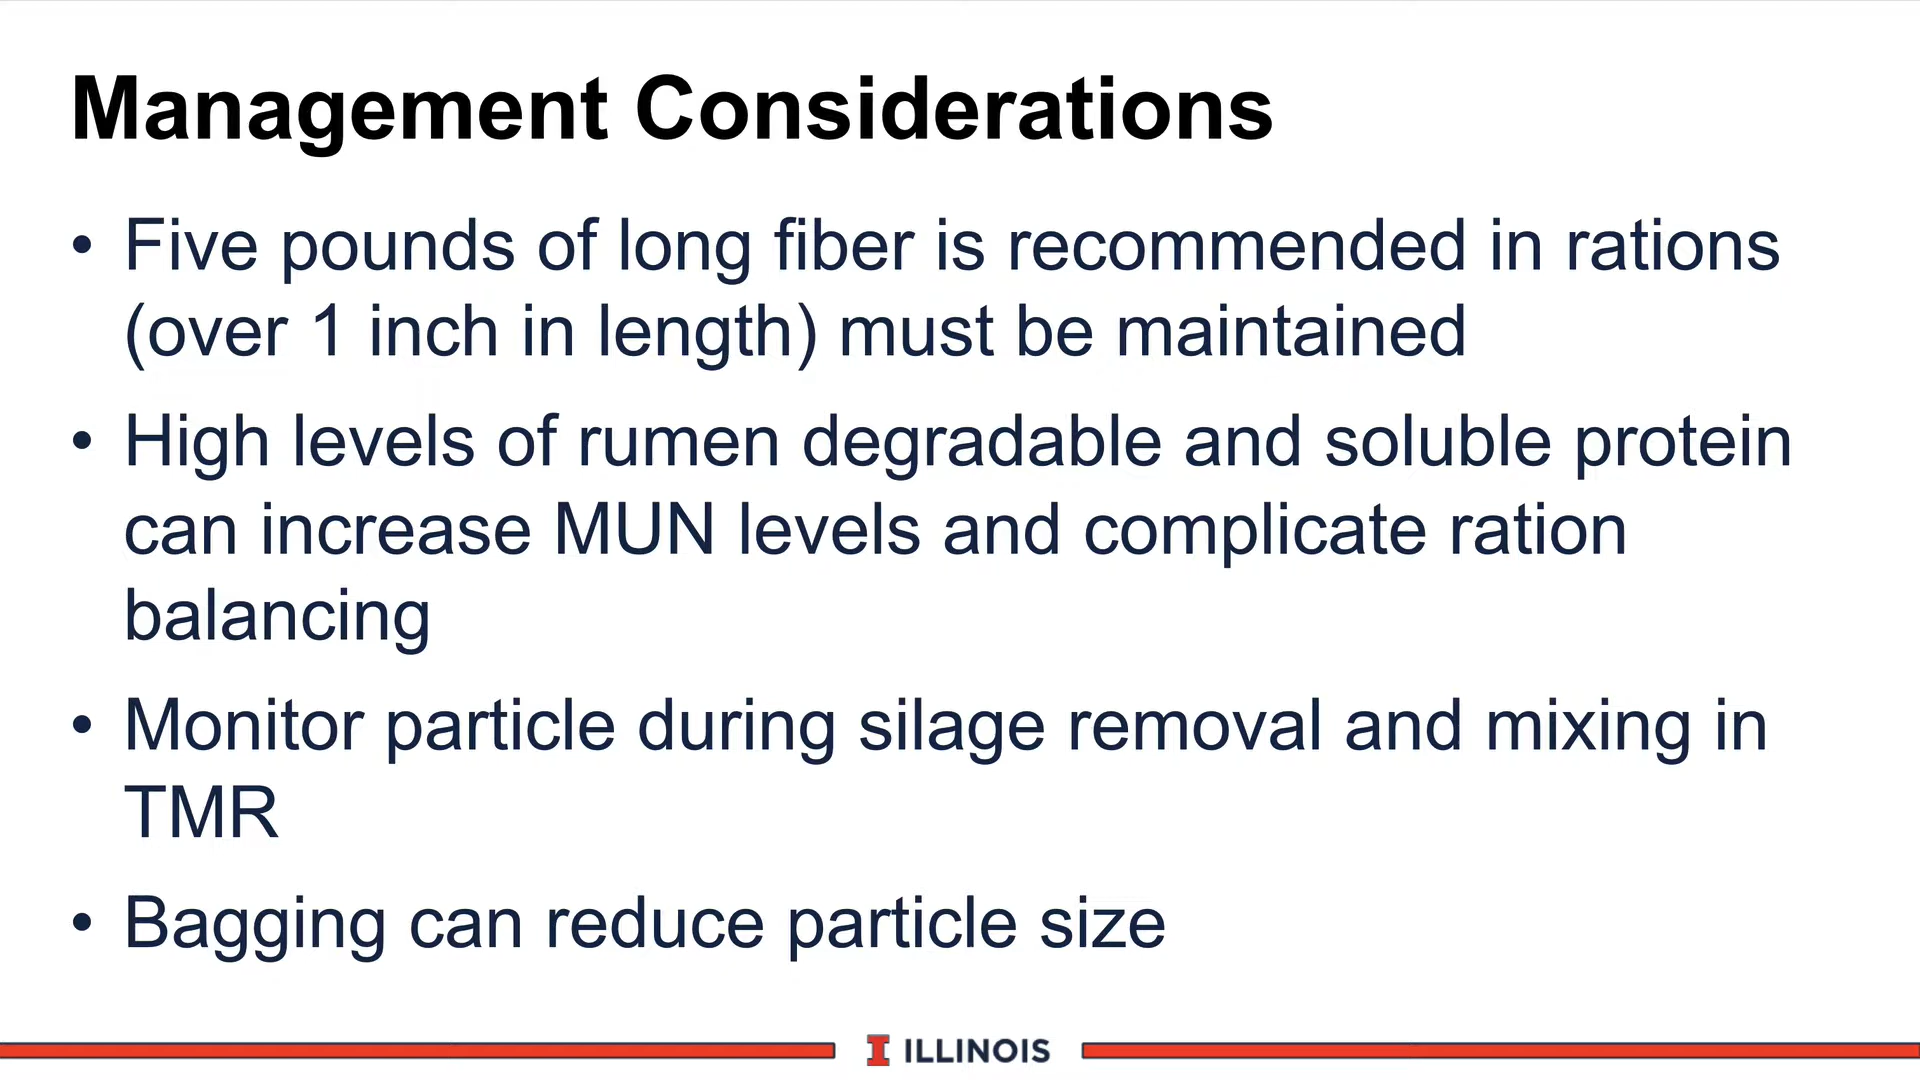 Management Considerations
• Five pounds of long fiber is recommended in rations
(over 1 inch in length) must be maintained
• High levels of rumen degradable and soluble protein
can increase MUN levels and complicate ration
balancing
• Monitor particle during silage removal and mixing in
TMR
• Bagging can reduce particle size
I ILLINOIS